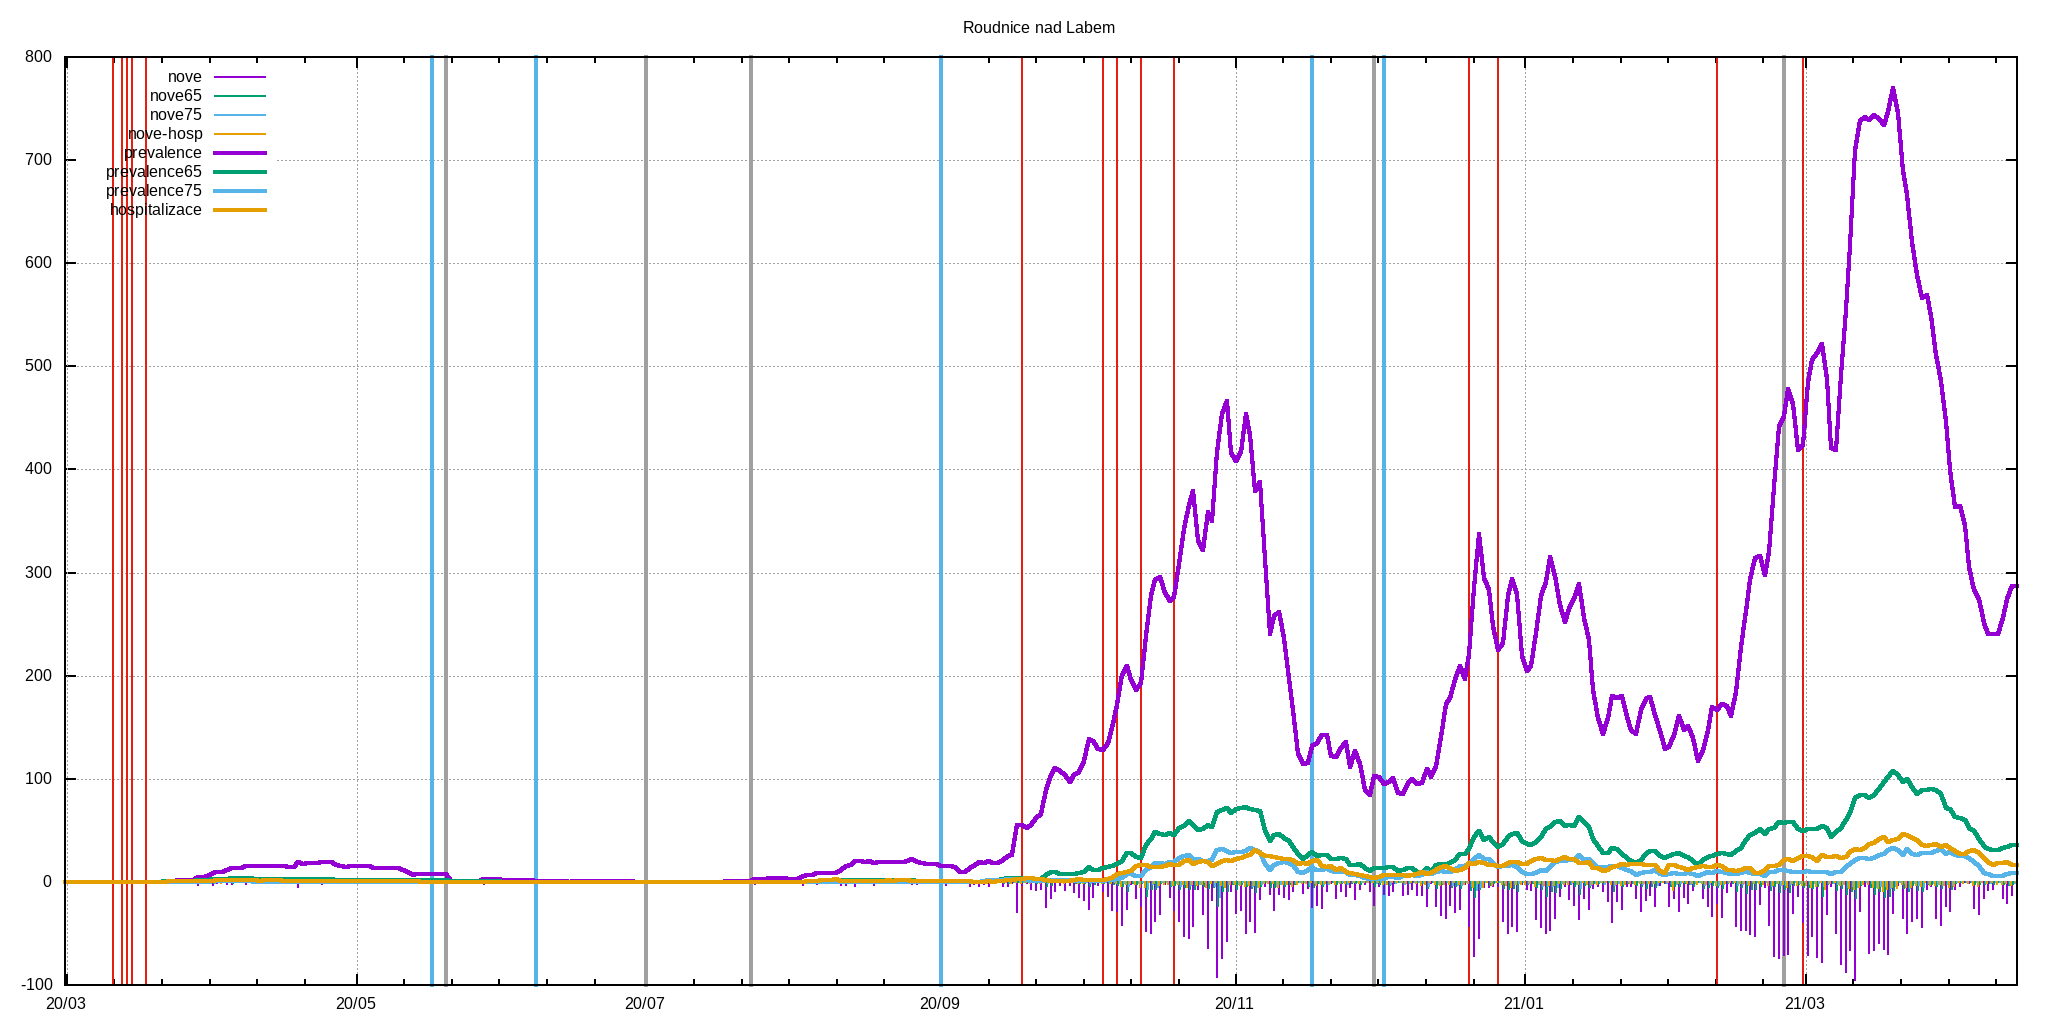 Roudnice nad Labem
800
700
600
500
400
300
200
100
0
-100
nove
nove65
nove75
nove-hosp
prevalence
prevalence65
prevalence75
hospitalizace
20/03 20/05 20/07 20/09 20/11 21/01 21/03